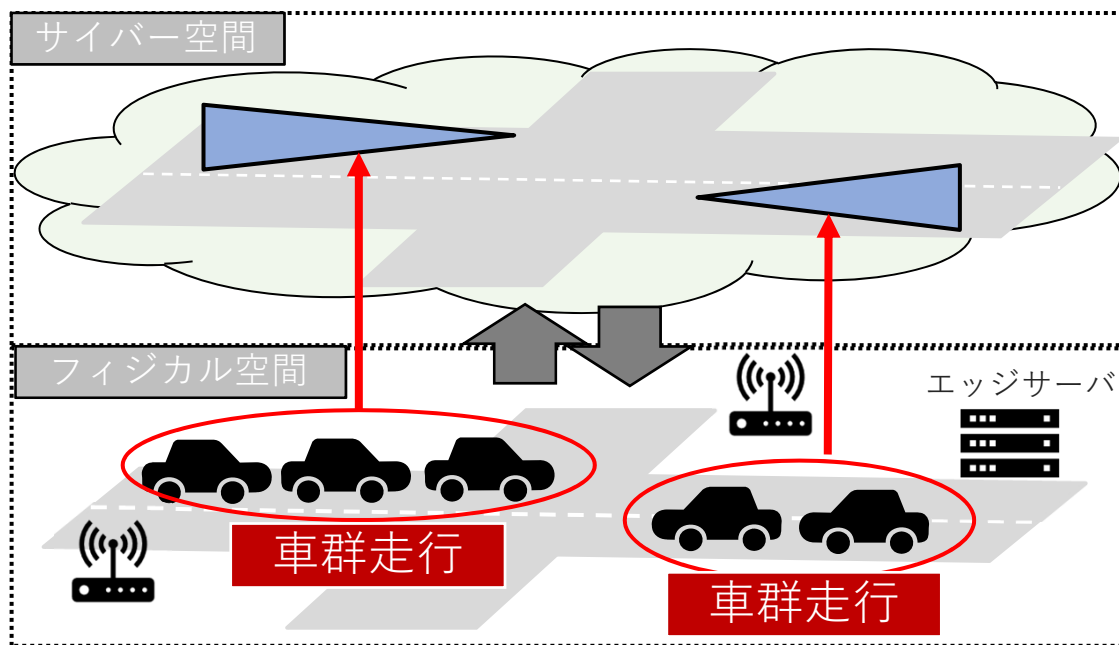 サイバー空間
フィジカル空間
エッジサーバ
車群走行
車群走行